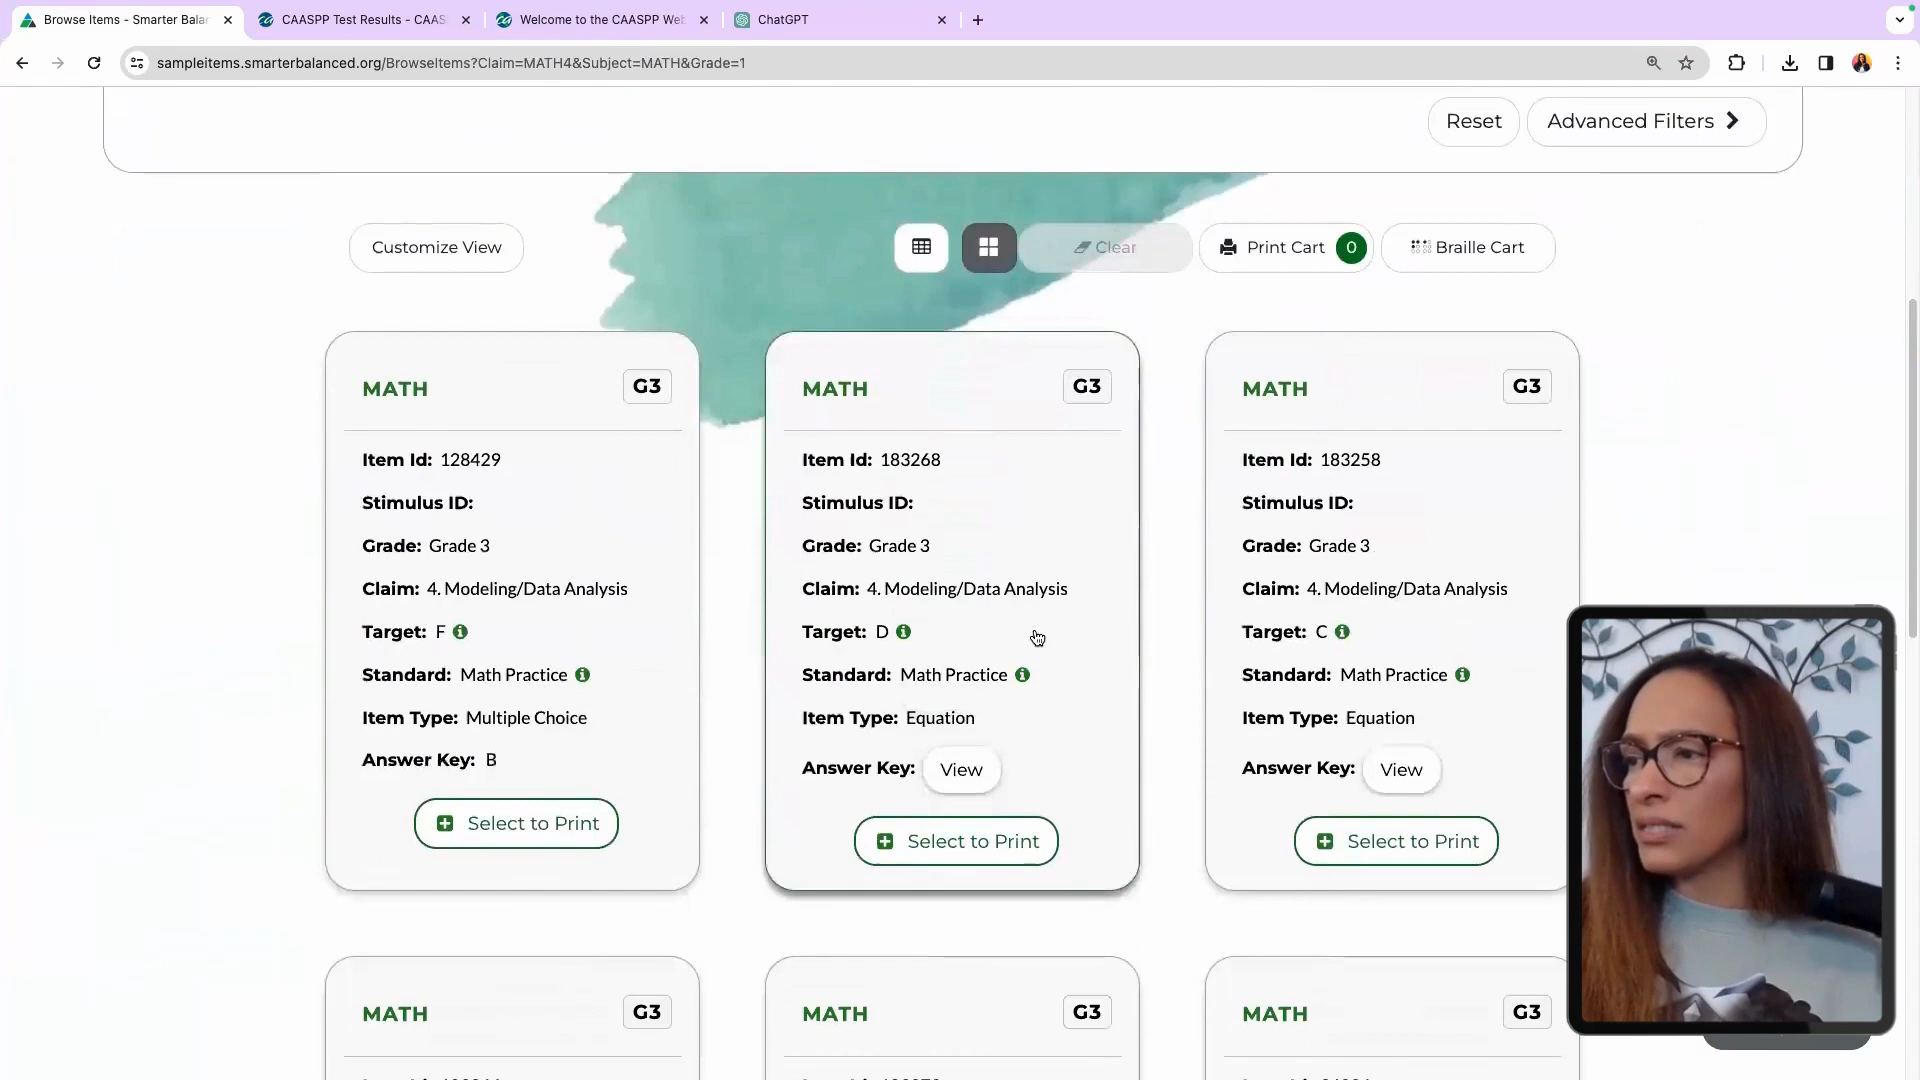 Browse Items - Smarter Balan
CAASPP Test Results - CAAS
Welcome to the CAASPP Web
ChatGPT
sampleitems.smarterbalanced.org/BrowseItems?Claim=MATH4&Subject=MATH&Grade=1
Reset
Advanced Filters
Customize View
Clear
Print Cart 0
Braille Cart
MATH G3
Item Id: 128429
Stimulus ID:
Grade: Grade 3
Claim: 4. Modeling/Data Analysis
Target: F
Standard: Math Practice
Item Type: Multiple Choice
Answer Key: B
Select to Print
MATH G3
Item Id: 183268
Stimulus ID:
Grade: Grade 3
Claim: 4. Modeling/Data Analysis
Target: D
Standard: Math Practice
Item Type: Equation
Answer Key: View
Select to Print
MATH G3
Item Id: 183258
Stimulus ID:
Grade: Grade 3
Claim: 4. Modeling/Data Analysis
Target: C
Standard: Math Practice
Item Type: Equation
Answer Key: View
Select to Print
MATH G3
MATH G3
MATH G3